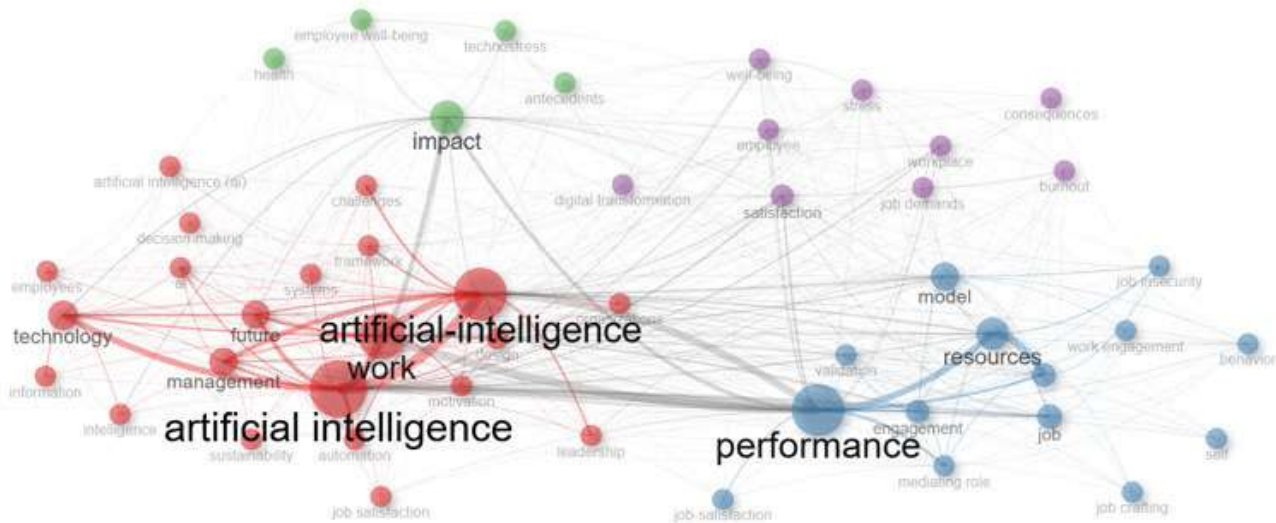 employee well-being
technostress
health
well-being
antecedents
stress
consequences
impact
employee
workplace
artificial intelligence (ai)
challenges
digital transformation
satisfaction
job demands
burnout
decision making
framework
employees
ai
systems
model
job insecurity
technology
future
artificial-intelligence
organizations
resources
work engagement
behavior
management
work
design
validation
information
motivation
intelligence
artificial intelligence
performance
engagement
job
sustainability
automation
leadership
self
mediating role
job satisfaction
job-satisfaction
job crafting